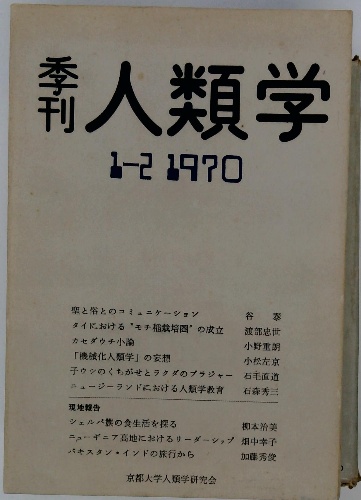 季刊 人類学
1-2 1970
聖と俗とのコミュニケーション 谷 泰
タイにおける“モチ稲栽培圏”の成立 渡部忠世
カセダウチ小論 小野重朗
「機械化人類学」の妄想 小松左京
子ウシのくちがせとラクダのブラジャー 石毛直道
ニュージーランドにおける人類学教育 石森秀三
現地報告
シェルパ族の食生活を探る 栁本浩美
ニューギニア高地におけるリーダーシップ 畑中幸子
パキスタン・インドの旅行から 加藤秀俊
京都大学人類学研究会